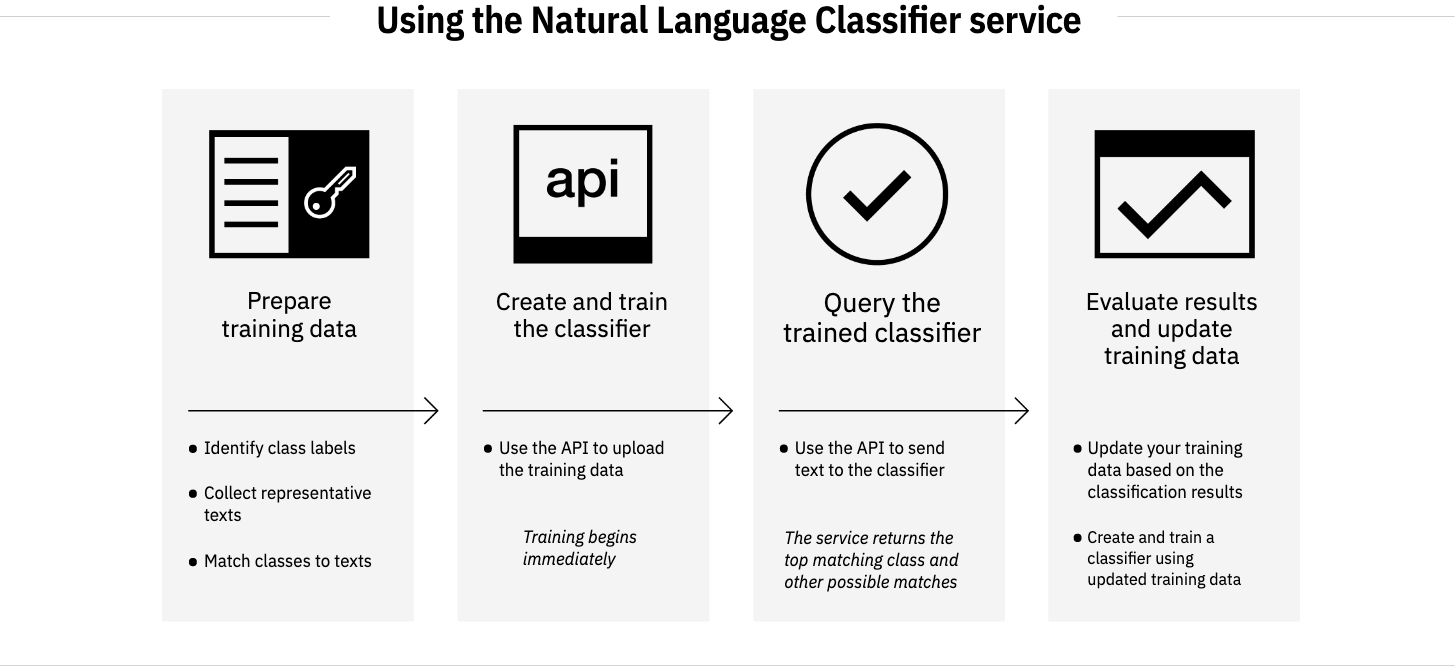 Using the Natural Language Classifier service
api
Prepare
training data
• Identify class labels
• Collect representative
texts
• Match classes to texts
Create and train
the classifier
• Use the API to upload
the training data
Training begins
immediately
Query the
trained classifier
• Use the API to send
text to the classifier
The service returns the
top matching class and
other possible matches
Evaluate results
and update
training data
• Update your training
data based on the
classification results
• Create and train a
classifier using
updated training data